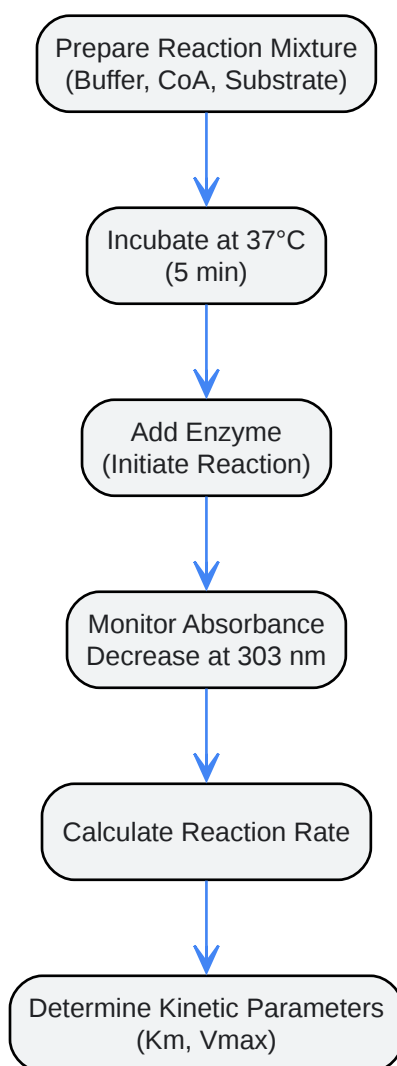 Prepare Reaction Mixture
(Buffer, CoA, Substrate)
Incubate at 37°C
(5 min)
Add Enzyme
(Initiate Reaction)
Monitor Absorbance
Decrease at 303 nm
Calculate Reaction Rate
Determine Kinetic Parameters
(Km, Vmax)